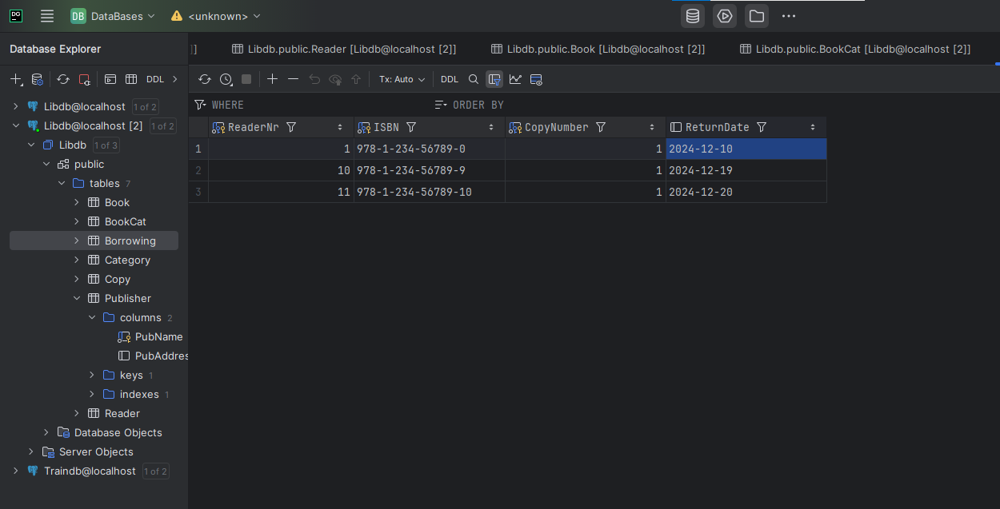 DG
DB DataBases <unknown>
Database Explorer
] Libdb.public.Reader [Libdb@localhost [2]] Libdb.public.Book [Libdb@localhost [2]] Libdb.public.BookCat [Libdb@localhost [2]]
DDL Tx: Auto DDL
WHERE ORDER BY
ReaderNr ISBN CopyNumber ReturnDate
1 1 978-1-234-56789-0 1 2024-12-10
2 10 978-1-234-56789-9 1 2024-12-19
3 11 978-1-234-56789-10 1 2024-12-20
Libdb@localhost 1 of 2
Libdb@localhost [2] 1 of 2
Libdb 1 of 3
public
tables 7
Book
BookCat
Borrowing
Category
Copy
Publisher
columns 2
PubName
PubAddres
keys 1
indexes 1
Reader
Database Objects
Server Objects
Traindb@localhost 1 of 2